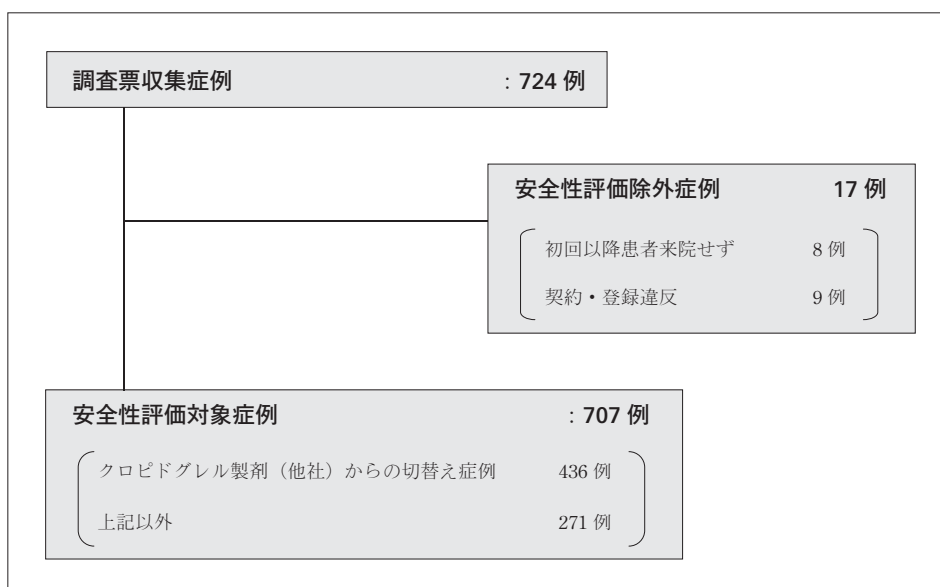 調査票収集症例 : 724 例
安全性評価除外症例 17 例
初回以降患者来院せず 8 例
契約・登録違反 9 例
安全性評価対象症例 : 707 例
クロピドグレル製剤（他社）からの切替え症例 436 例
上記以外 271 例